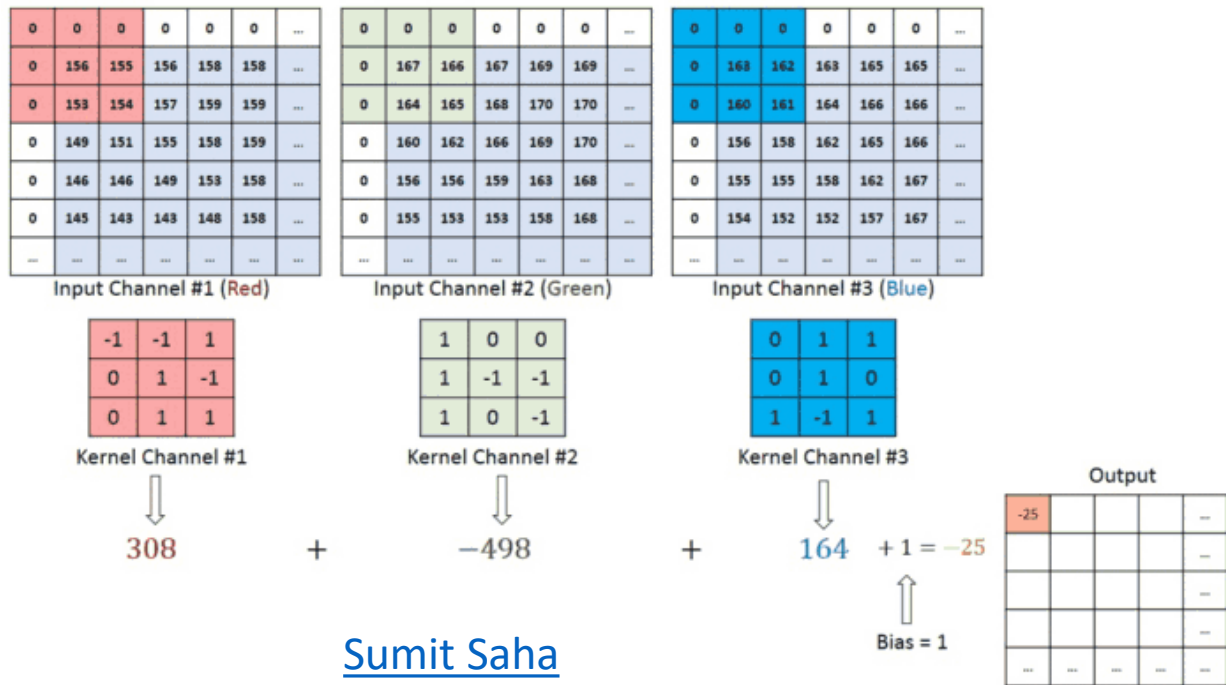 0 0 0 0 0 0 ... 0 0 0 0 0 0 ... 0 0 0 0 0 0 ...
0 156 155 156 158 158 ... 0 167 166 167 169 169 ... 0 163 162 163 165 165 ...
0 153 154 157 159 159 ... 0 164 165 168 170 170 ... 0 160 161 164 166 166 ...
0 149 151 155 158 159 ... 0 160 162 166 169 170 ... 0 156 158 162 165 166 ...
0 146 146 149 153 158 ... 0 156 156 159 163 168 ... 0 155 155 158 162 167 ...
0 145 143 143 148 158 ... 0 155 153 153 158 168 ... 0 154 152 152 157 167 ...
... ... ... ... ... ... ... ... ... ... ... ... ... ... ... ... ... ... ... ... ...
Input Channel #1 (Red) Input Channel #2 (Green) Input Channel #3 (Blue)
-1 -1 1 1 0 0 0 1 1
0 1 -1 1 -1 -1 0 1 0
0 1 1 1 0 -1 1 -1 1
Kernel Channel #1 Kernel Channel #2 Kernel Channel #3
Output
-25 ...
308 + −498 + 164 + 1 = −25
...
...
Bias = 1
...
Sumit Saha
... ... ... ... ...